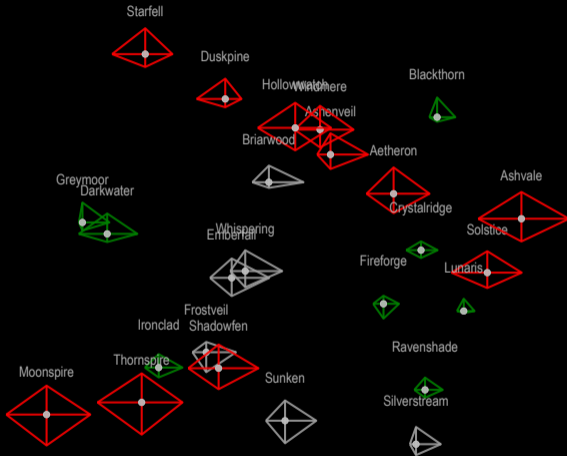 Starfell
Duskpine
Blackthorn
Hollowwatch
Windmere
Ashenveil
Briarwood
Aetheron
Ashvale
Greymoor
Darkwater
Crystalridge
Solstice
Whispering
Emberfall
Fireforge
Lunaris
Frostveil
Ironclad
Shadowfen
Ravenshade
Thornspire
Moonspire
Sunken
Silverstream